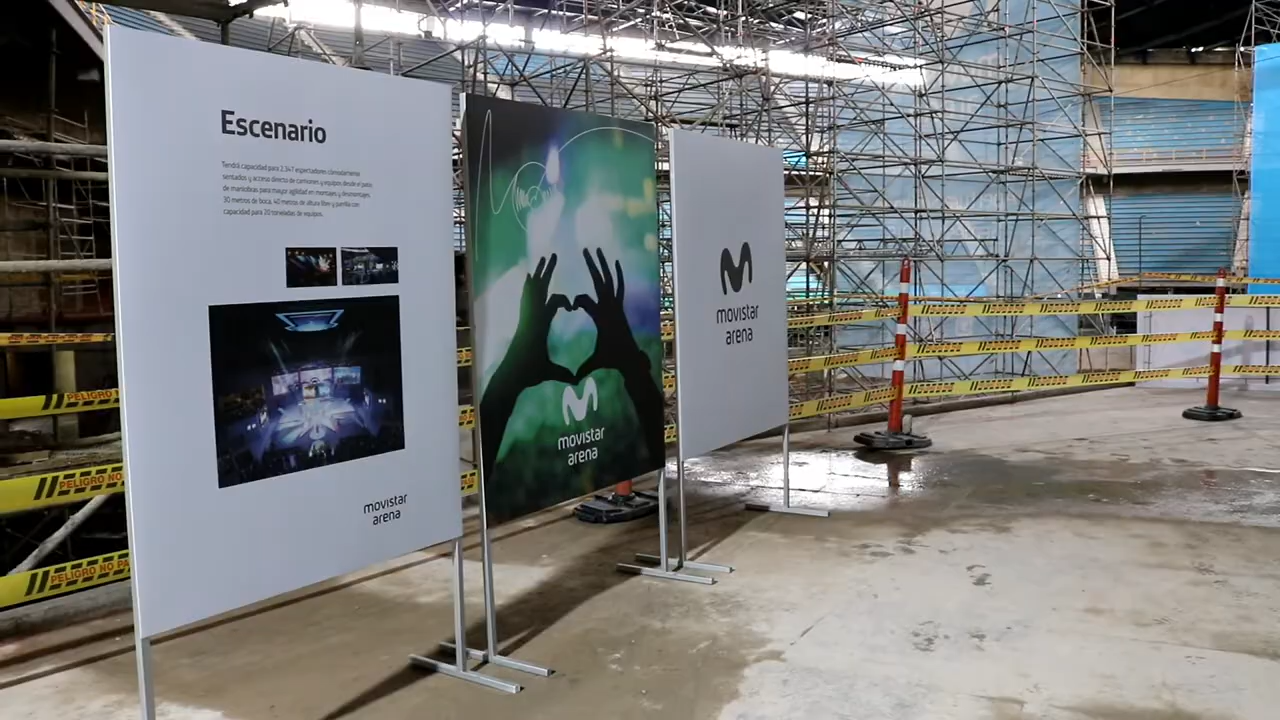 Escenario
Tendrá capacidad para 2.347 espectadores cómodamente
sentados y acceso directo de camiones y equipos desde el patio
de maniobras para mayor agilidad en montajes y desmontajes.
30 metros de boca, 40 metros de altura libre y parrilla con
capacidad para 20 toneladas de equipos.
movistar
arena
movistar
arena
movistar
arena
PELIGRO NO PA
PELIGRO NO PA